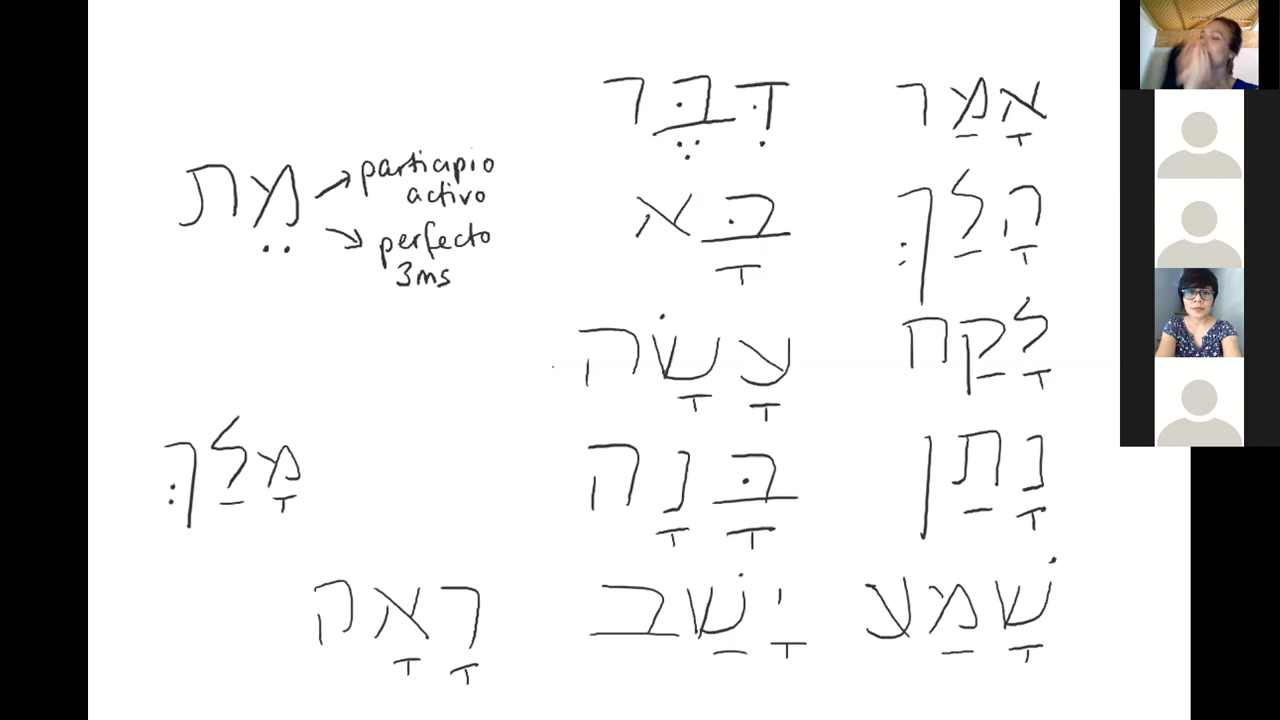 אָמַר
הָלַךְ
לָקַח
נָתַן
שָׁמַע
דִּבֶּר
בָּא
עָשָׂה
בָּנָה
יָשַׁב
רָאָה
מֵת
participio
activo
perfecto
3ms
מָלַךְ